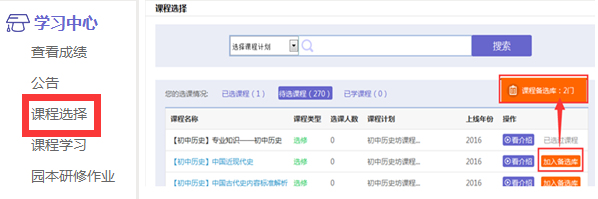 学习中心
查看成绩
公告
课程选择
课程学习
园本研修作业
课程选择
选择课程计划
搜索
您的选课情况: 已选课程(1) 待选课程(270) 已学课程(0)
课程备选库:2门
课程名称 课程类型 选课人数 课程计划 上线年份 操作
【初中历史】专业知识——初中历史 选修 0 初中历史坊课程... 2016 看介绍 已选过课程
【初中历史】中国近现代史 选修 0 初中历史坊课程... 2016 看介绍 加入备选库
【初中历史】中国古代史内容标准解析 选修 0 初中历史坊课程... 2016 看介绍 加入备选库